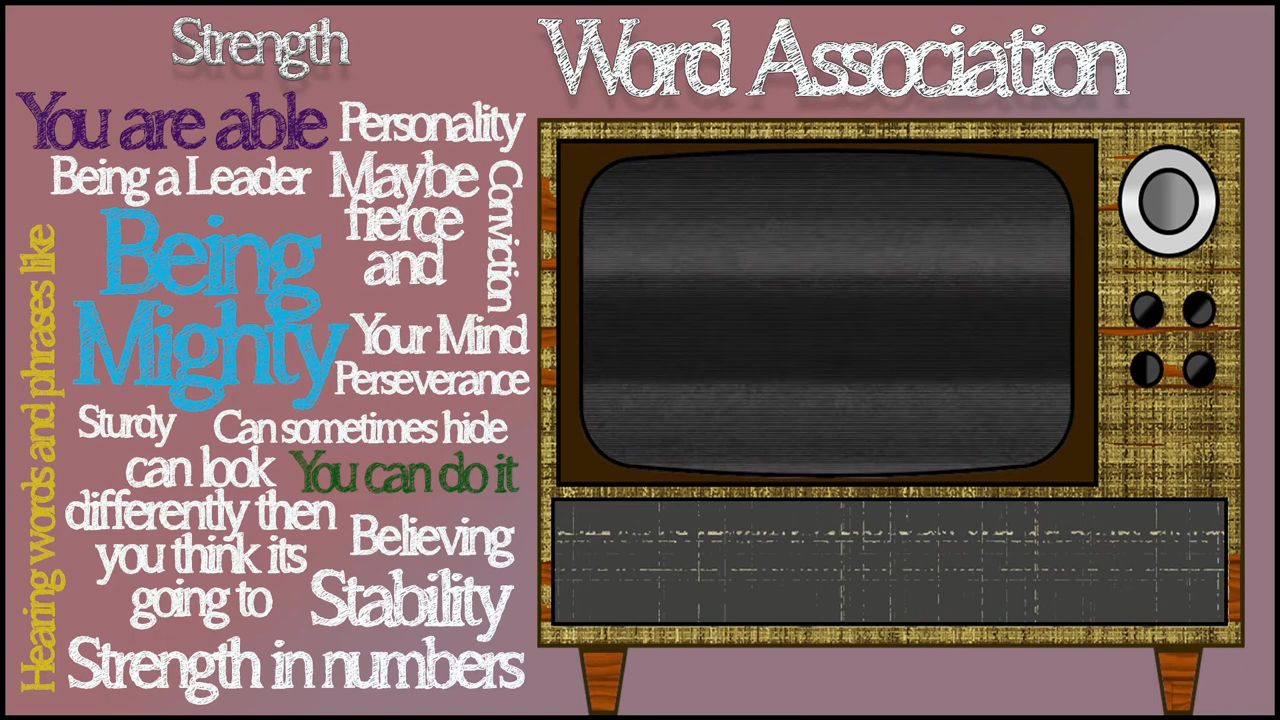 Strength
Word Association
You are able
Personality
Being a Leader
Maybe
fierce
and
Conviction
Being
Mighty
Your Mind
Perseverance
Hearing words and phrases like
Sturdy
Can sometimes hide
can look
differently then
you think its
going to
You can do it
Believing
Stability
Strength in numbers